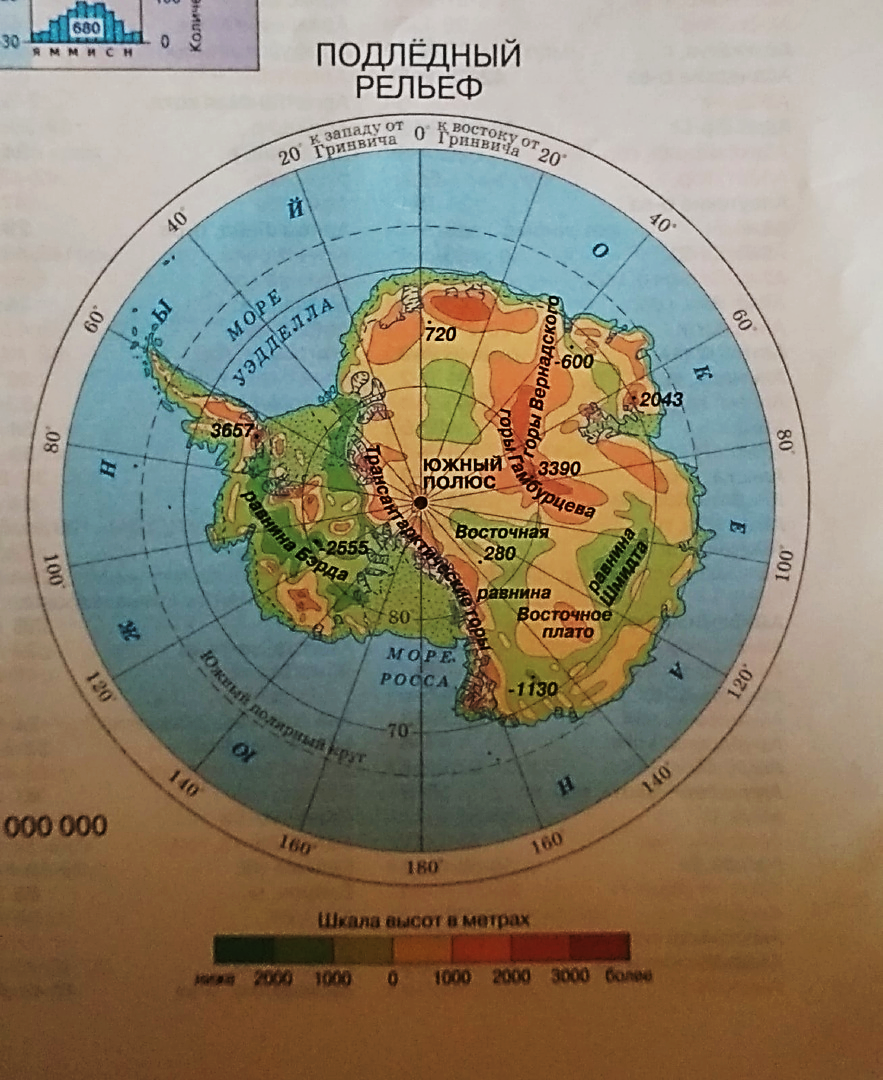 680
-30
0
Я М М И С Н
ПОДЛЁДНЫЙ
РЕЛЬЕФ
к западу от Гринвича
0°
к востоку от Гринвича
20°
20°
40°
40°
60°
60°
80°
80°
100°
100°
120°
120°
140°
140°
160°
160°
180°
Ю Ж Н Ы Й
О К Е А Н
МОРЕ
УЭДДЕЛЛА
720
горы Вернадского
-600
2043
3657
горы Гамбурцева
3390
ЮЖНЫЙ
ПОЛЮС
Трансантарктические горы
равнина Бэрда
-2555
Восточная
280
равнина
равнина
Шмидта
Восточное
плато
80
МОРЕ
РОССА
-1130
70°
Южный полярный круг
000 000
Шкала высот в метрах
ниже 2000 1000 0 1000 2000 3000 более